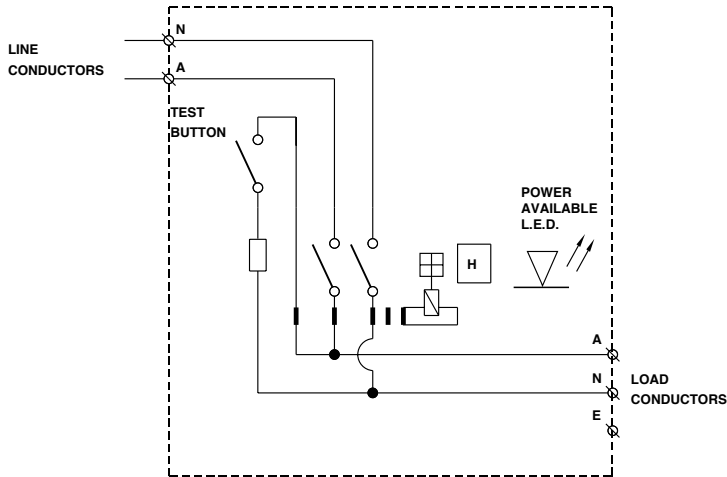 N
LINE
CONDUCTORS
A
TEST
BUTTON
POWER
AVAILABLE
L.E.D.
H
A
N
LOAD
CONDUCTORS
E